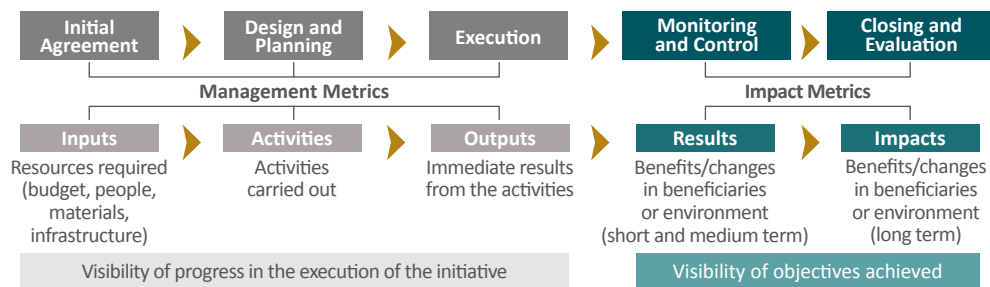 Initial
Agreement
Design and
Planning
Execution
Monitoring
and Control
Closing and
Evaluation
Management Metrics
Impact Metrics
Inputs
Activities
Outputs
Results
Impacts
Resources required
(budget, people,
materials,
infrastructure)
Activities
carried out
Immediate results
from the activities
Benefits/changes
in beneficiaries
or environment
(short and medium term)
Benefits/changes
in beneficiaries
or environment
(long term)
Visibility of progress in the execution of the initiative
Visibility of objectives achieved